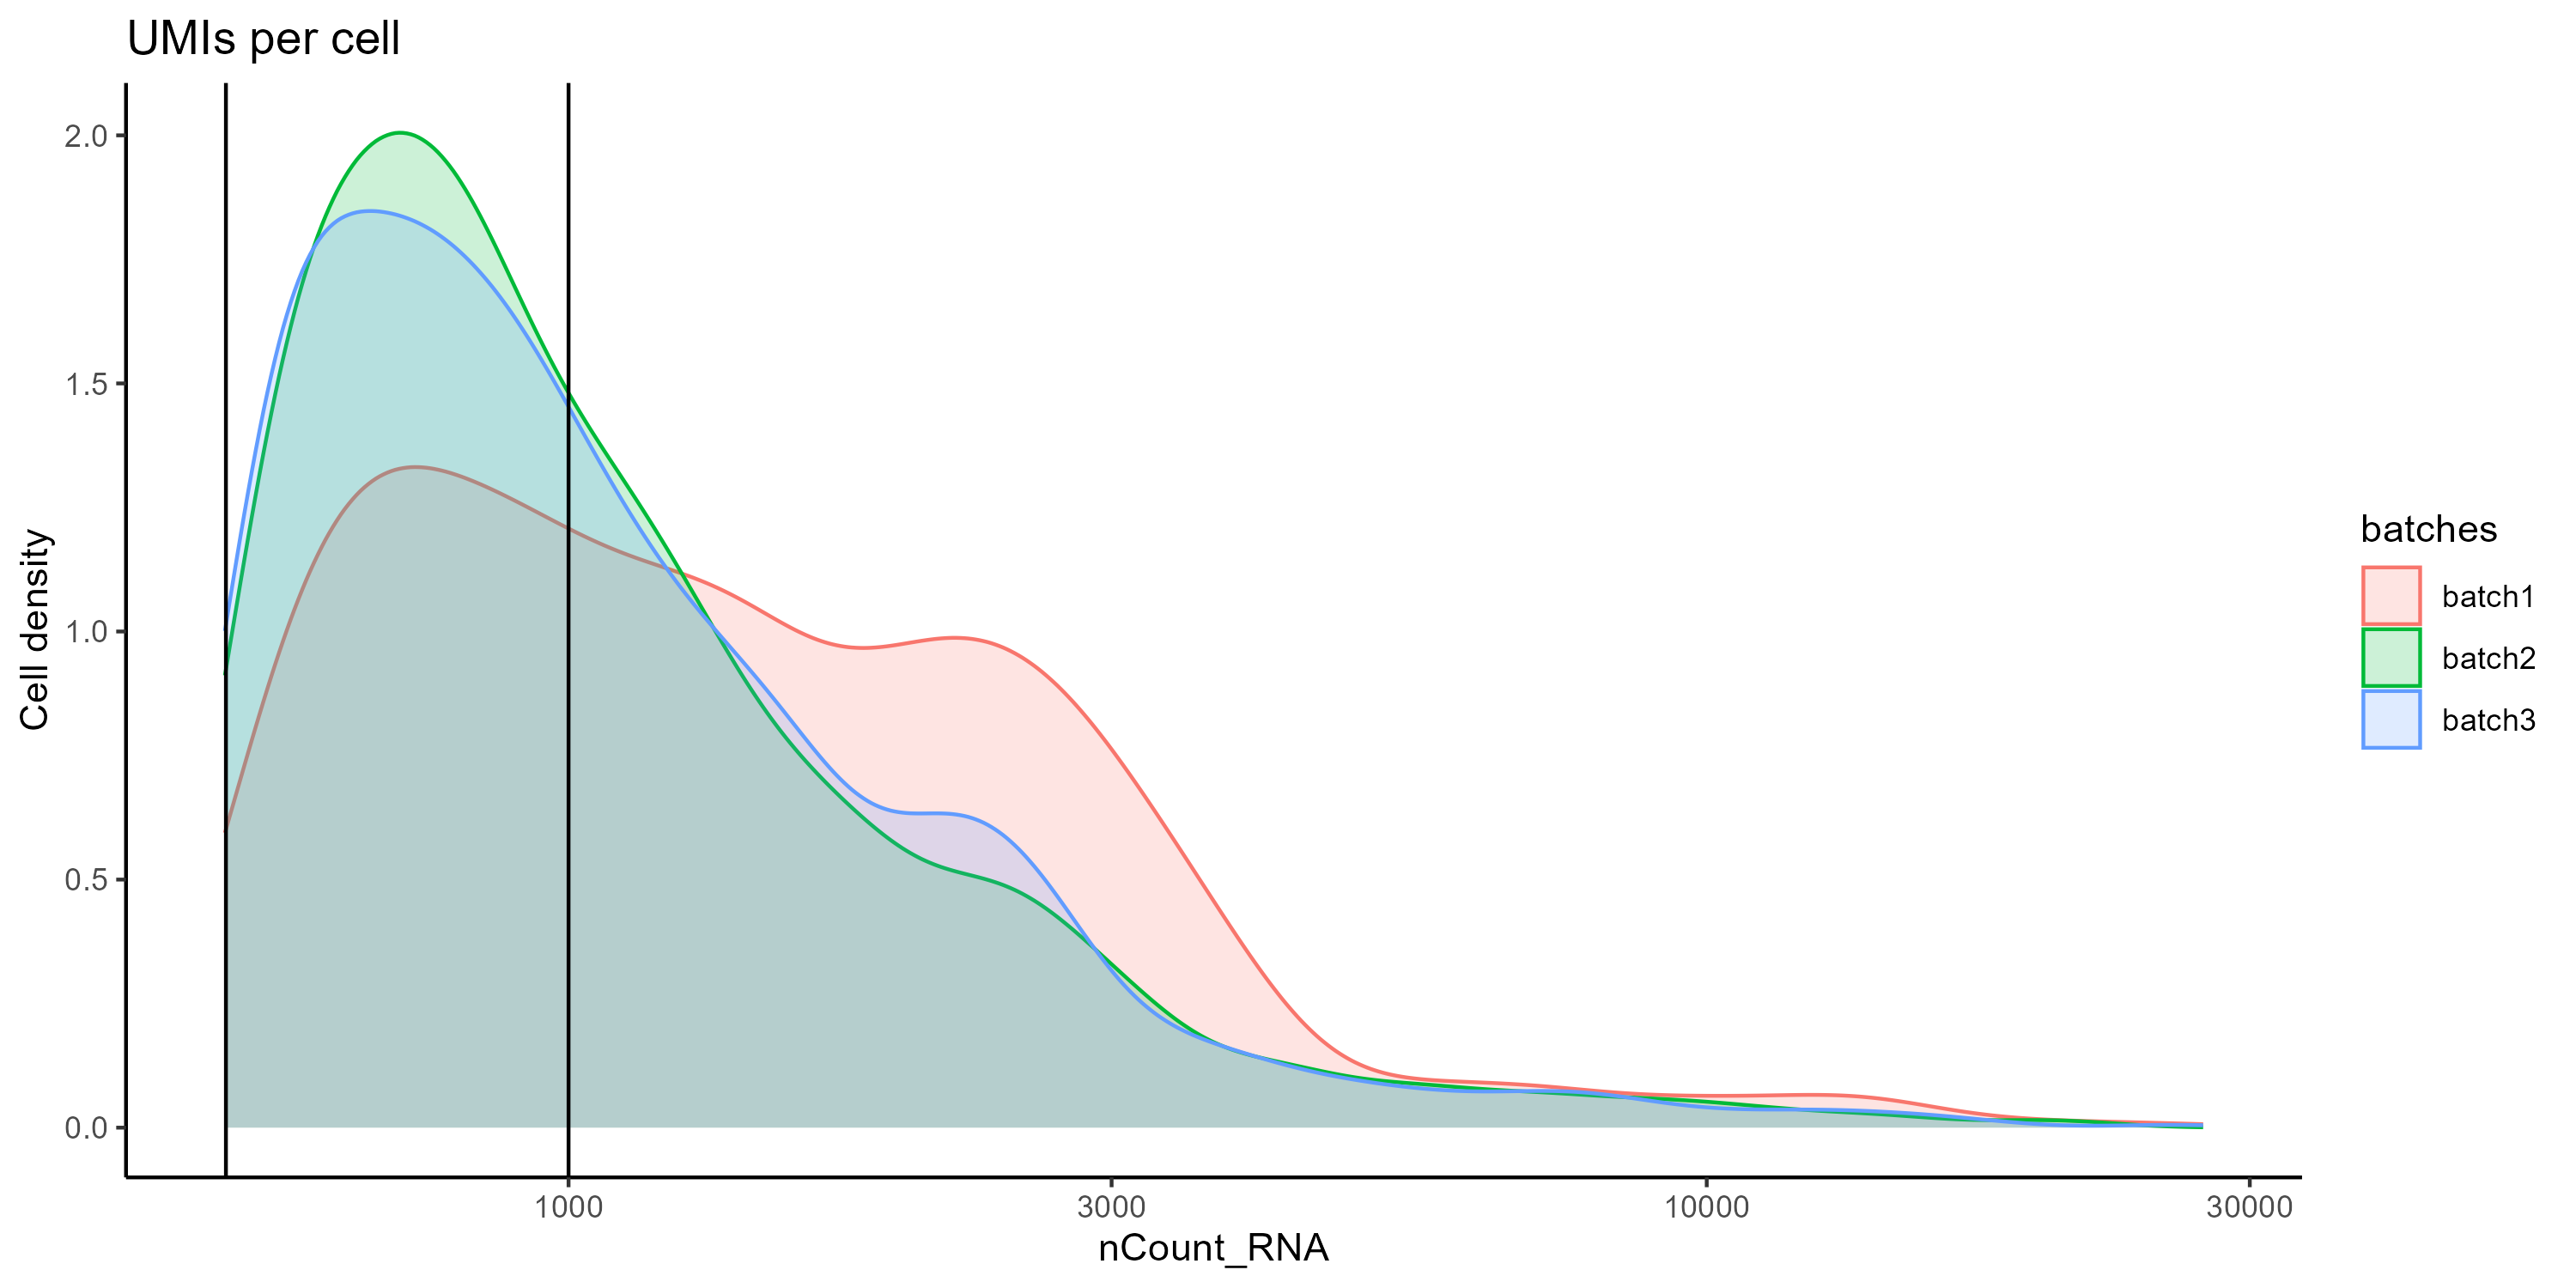 UMIs per cell
2.0
1.5
1.0
0.5
0.0
Cell density
1000 3000 10000 30000
nCount_RNA
batches
batch1
batch2
batch3